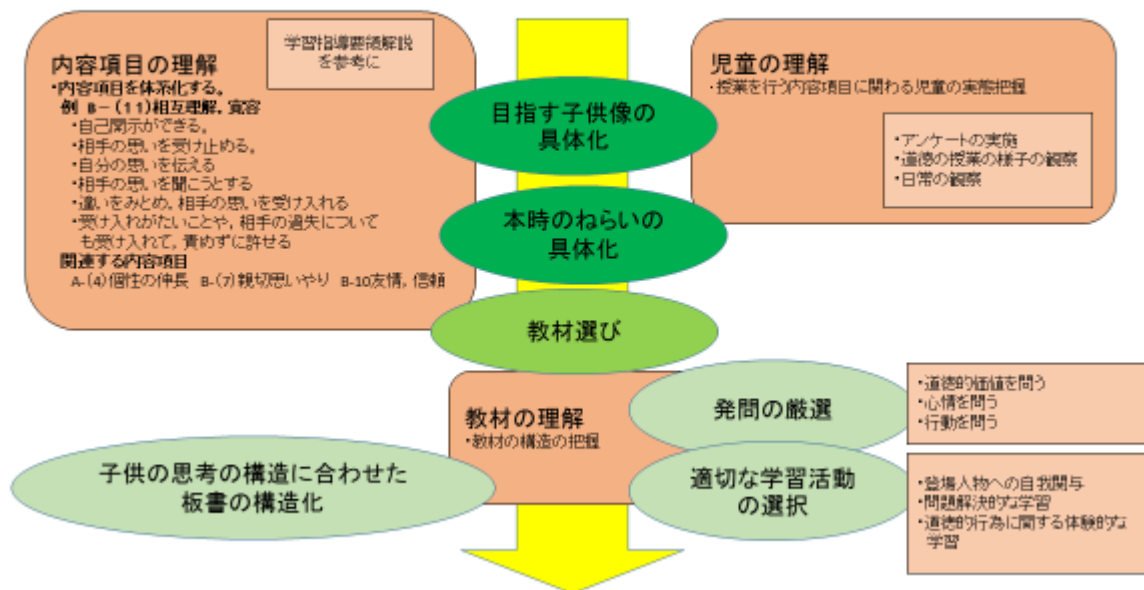 内容項目の理解
学習指導要領解説
を参考に
・内容項目を体系化する。
例 B－(11)相互理解，寛容
・自己開示ができる。
・相手の思いを受け止める。
・自分の思いを伝える
・相手の思いを聞こうとする
・違いをみとめ，相手の思いを受け入れる
・受け入れがたいことや，相手の過失について
も受け入れて，責めずに許せる
関連する内容項目
A-(4)個性の伸長 B-(7)親切思いやり B-10友情，信頼
児童の理解
・授業を行う内容項目に関わる児童の実態把握
・アンケートの実施
・道徳の授業の様子の観察
・日常の観察
目指す子供像の
具体化
本時のねらいの
具体化
教材選び
教材の理解
・教材の構造の把握
発問の厳選
・道徳的価値を問う
・心情を問う
・行動を問う
子供の思考の構造に合わせた
板書の構造化
適切な学習活動
の選択
・登場人物への自我関与
・問題解決的な学習
・道徳的行為に関する体験的な
学習